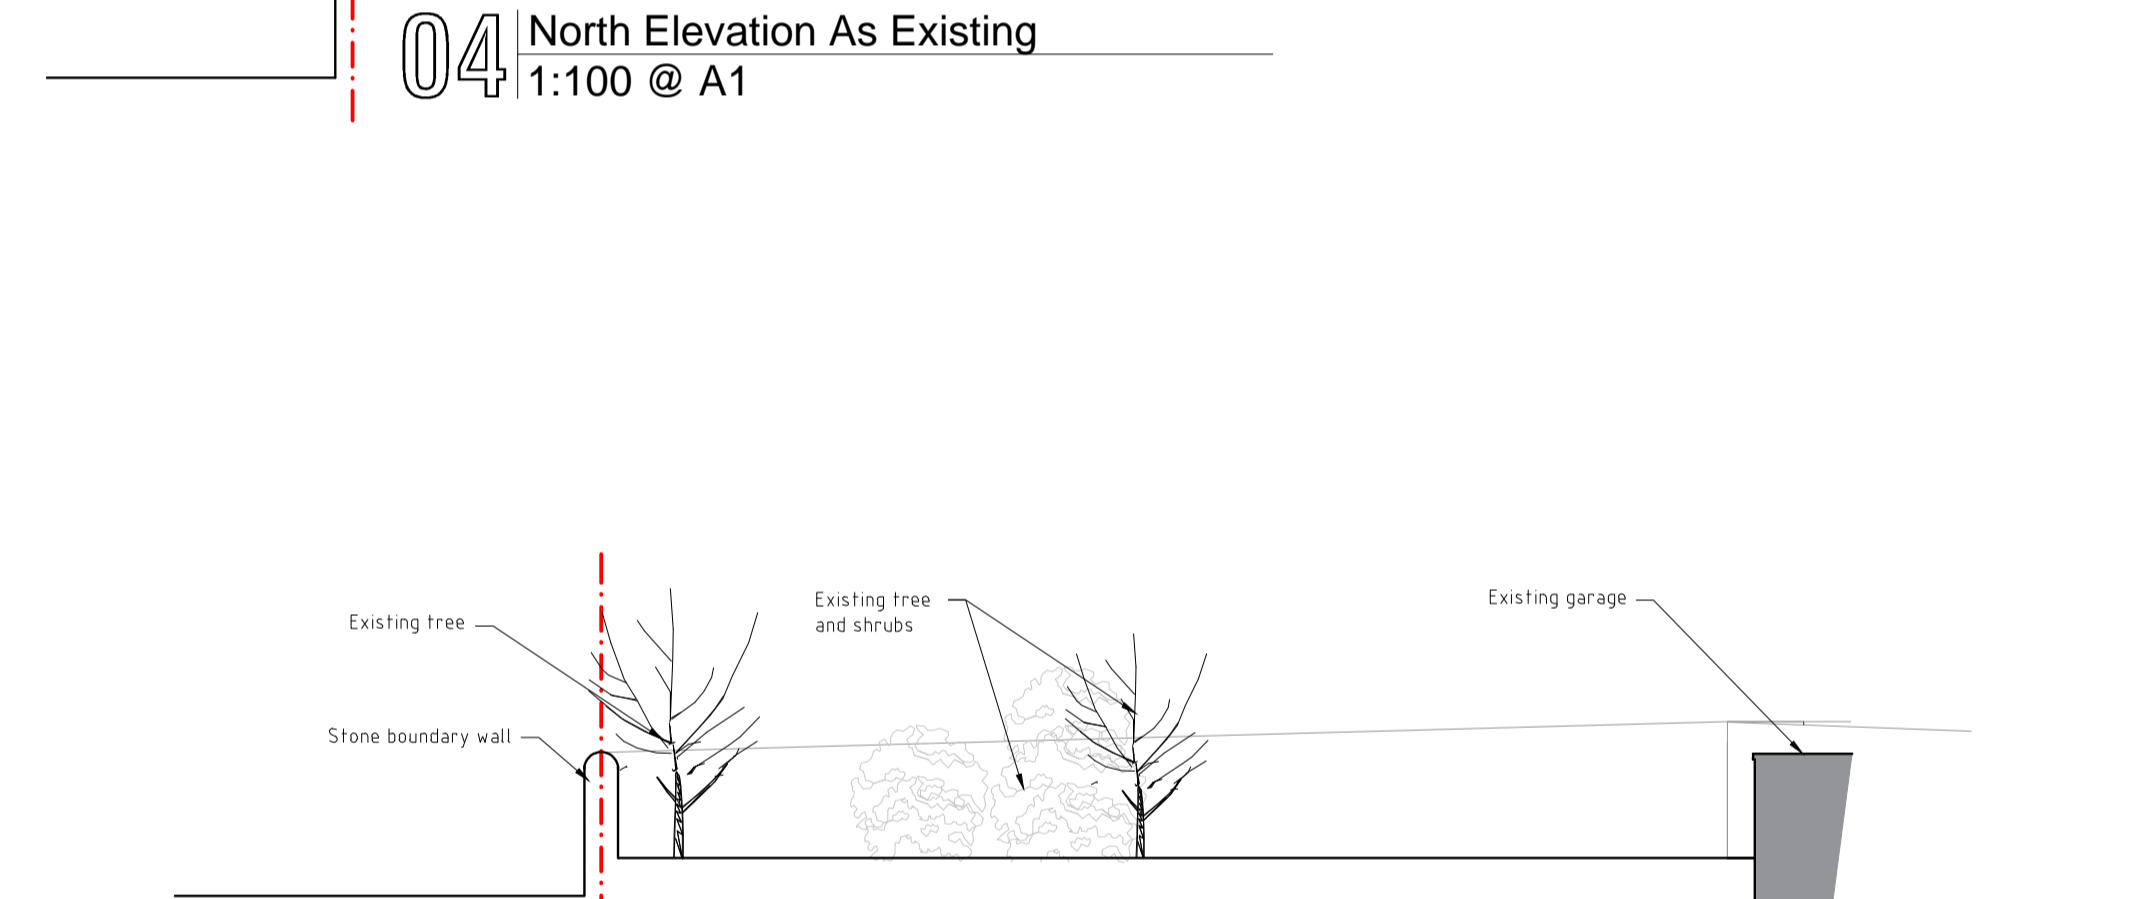 04
North Elevation As Existing
1:100 @ A1
Existing tree
and shrubs
Existing garage
Existing tree
Stone boundary wall